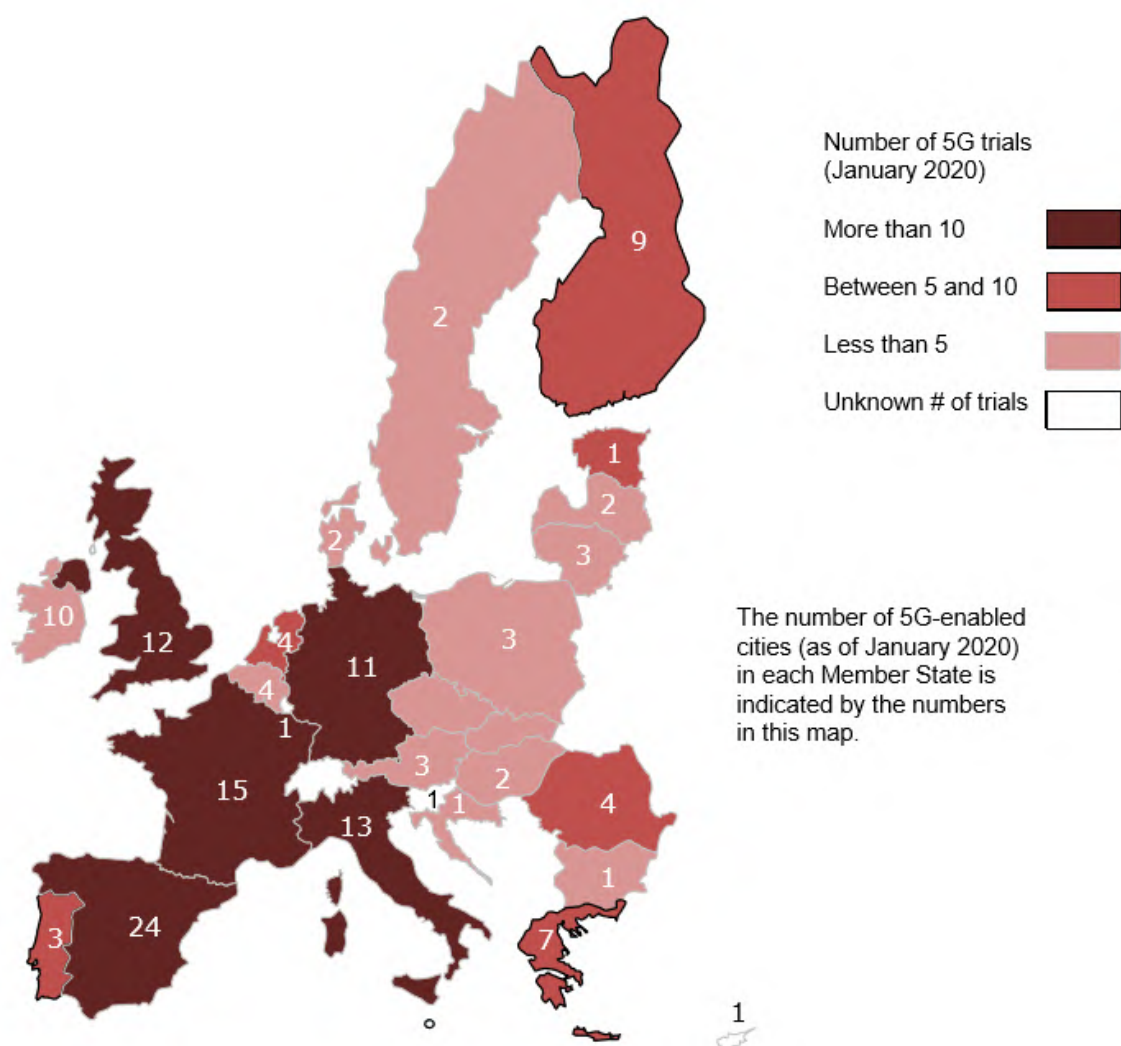 Number of 5G trials
(January 2020)
More than 10
Between 5 and 10
Less than 5
Unknown # of trials
9
2
1
2
3
2
10
12
4
4
11
3
1
3
2
15
1
1
13
4
1
24
3
7
1
The number of 5G-enabled
cities (as of January 2020)
in each Member State is
indicated by the numbers
in this map.